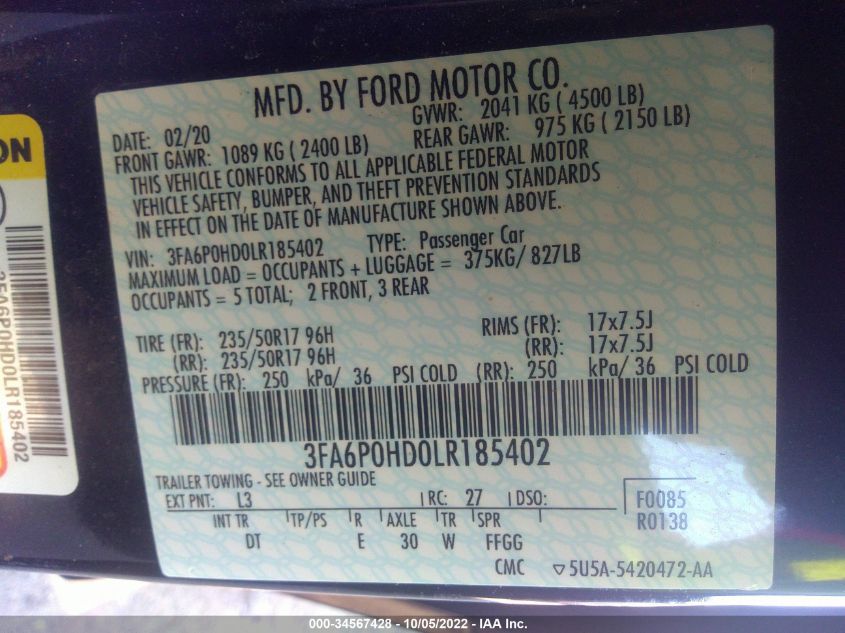 MFD. BY FORD MOTOR CO.
DATE: 02/20 GVWR: 2041 KG ( 4500 LB)
FRONT GAWR: 1089 KG ( 2400 LB) REAR GAWR: 975 KG ( 2150 LB)
THIS VEHICLE CONFORMS TO ALL APPLICABLE FEDERAL MOTOR
VEHICLE SAFETY, BUMPER, AND THEFT PREVENTION STANDARDS
IN EFFECT ON THE DATE OF MANUFACTURE SHOWN ABOVE.
VIN: 3FA6P0HD0LR185402 TYPE: Passenger Car
MAXIMUM LOAD = OCCUPANTS + LUGGAGE = 375KG/ 827LB
OCCUPANTS = 5 TOTAL; 2 FRONT, 3 REAR
TIRE (FR): 235/50R17 96H RIMS (FR): 17x7.5J
(RR): 235/50R17 96H (RR): 17x7.5J
PRESSURE (FR): 250 kPa/ 36 PSI COLD (RR): 250 kPa/ 36 PSI COLD
3FA6P0HD0LR185402
TRAILER TOWING - SEE OWNER GUIDE
EXT PNT: L3 RC: 27 DSO: F0085
R0138
INT TR TP/PS R AXLE TR SPR
DT E 30 W FFGG
CMC ▽5U5A-5420472-AA
ON
3FA6P0HD0LR185402
000-34567428 - 10/05/2022 - IAA Inc.